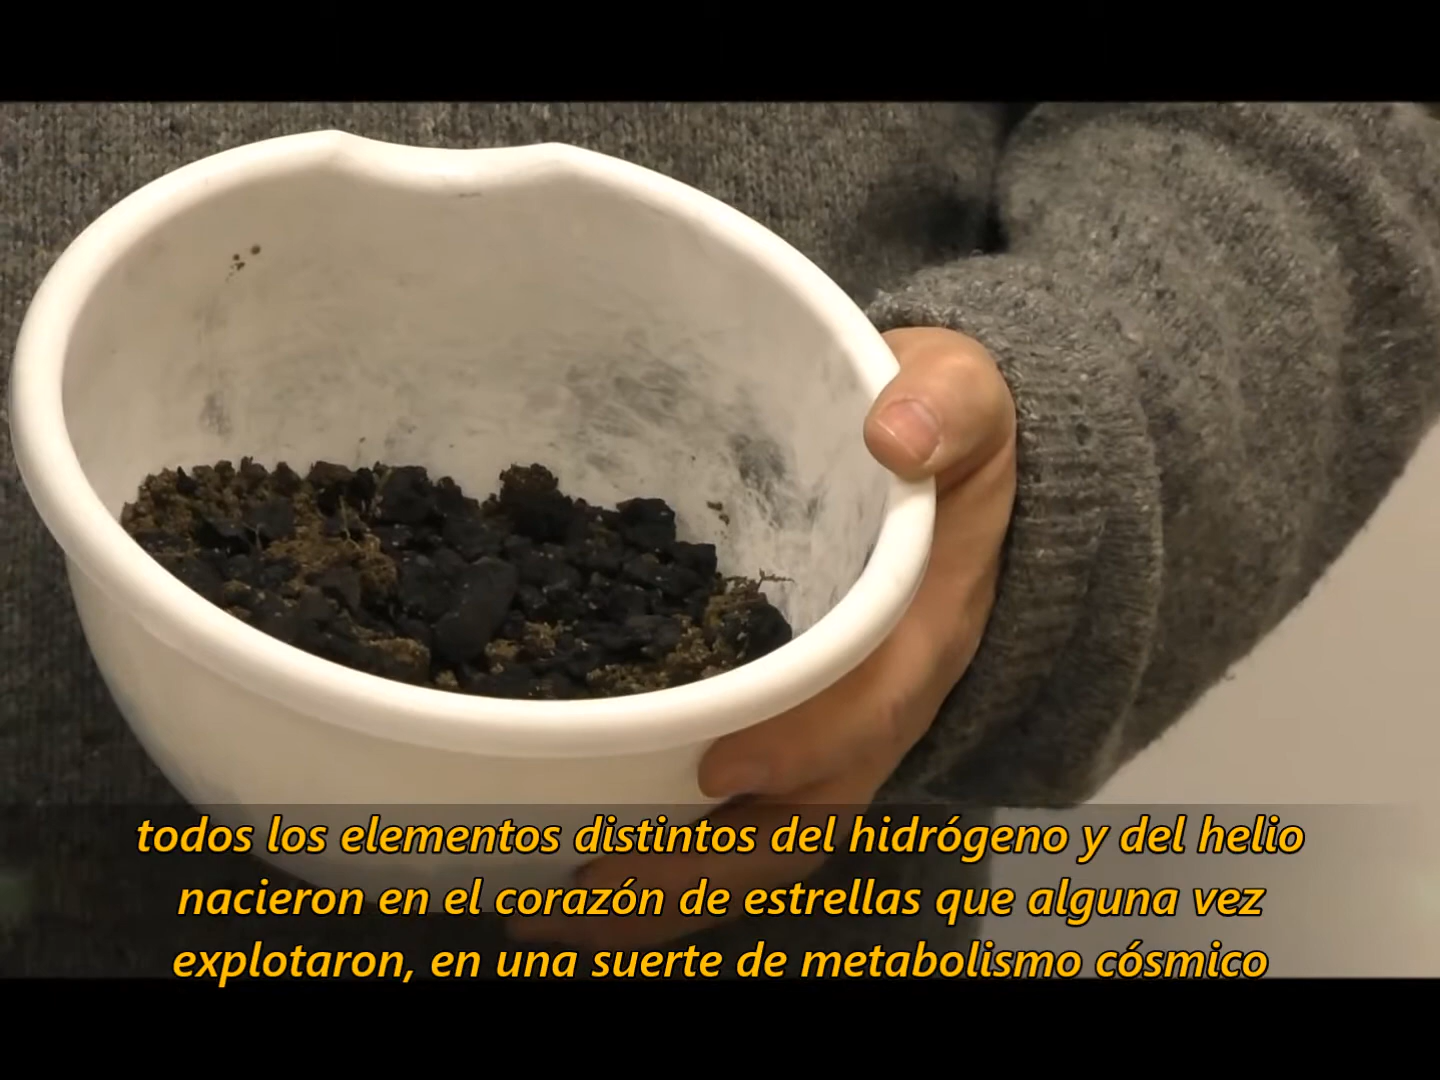 todos los elementos distintos del hidrógeno y del helio
nacieron en el corazón de estrellas que alguna vez
explotaron, en una suerte de metabolismo cósmico